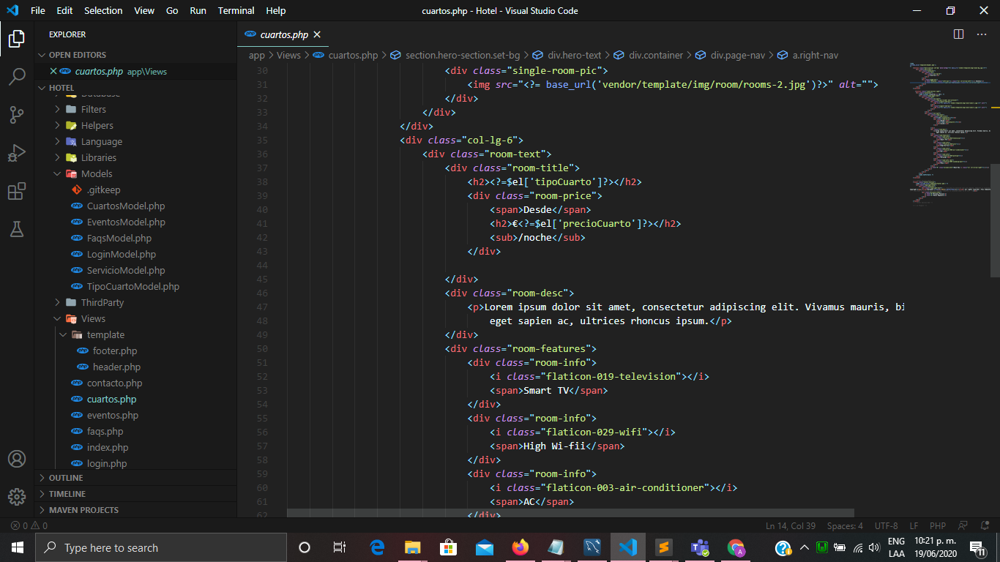 File Edit Selection View Go Run Terminal Help cuartos.php - Hotel - Visual Studio Code
EXPLORER
OPEN EDITORS
cuartos.php app\Views
HOTEL
Database
Filters
Helpers
Language
Libraries
Models
.gitkeep
CuartosModel.php
EventosModel.php
FaqsModel.php
LoginModel.php
ServicioModel.php
TipoCuartoModel.php
ThirdParty
Views
template
footer.php
header.php
contacto.php
cuartos.php
eventos.php
faqs.php
index.php
login.php
OUTLINE
TIMELINE
MAVEN PROJECTS
cuartos.php
app > Views > cuartos.php > section.hero-section.set-bg > div.hero-text > div.container > div.page-nav > a.right-nav
30 <div class="single-room-pic">
31 <img src="<?= base_url('vendor/template/img/room/rooms-2.jpg')?>" alt="">
32 </div>
33 </div>
34 </div>
35 <div class="col-lg-6">
36 <div class="room-text">
37 <div class="room-title">
38 <h2><?=$el['tipoCuarto']?></h2>
39 <div class="room-price">
40 <span>Desde</span>
41 <h2>€<?=$el['precioCuarto']?></h2>
42 <sub>/noche</sub>
43 </div>
44
45 </div>
46 <div class="room-desc">
47 <p>Lorem ipsum dolor sit amet, consectetur adipiscing elit. Vivamus mauris, bi
48 eget sapien ac, ultrices rhoncus ipsum.</p>
49 </div>
50 <div class="room-features">
51 <div class="room-info">
52 <i class="flaticon-019-television"></i>
53 <span>Smart TV</span>
54 </div>
55 <div class="room-info">
56 <i class="flaticon-029-wifi"></i>
57 <span>High Wi-fii</span>
58 </div>
59 <div class="room-info">
60 <i class="flaticon-003-air-conditioner"></i>
61 <span>AC</span>
62 </div>
0 0 Ln 14, Col 39 Spaces: 4 UTF-8 LF PHP
Type here to search
ENG 10:21 p. m.
LAA 19/06/2020
11